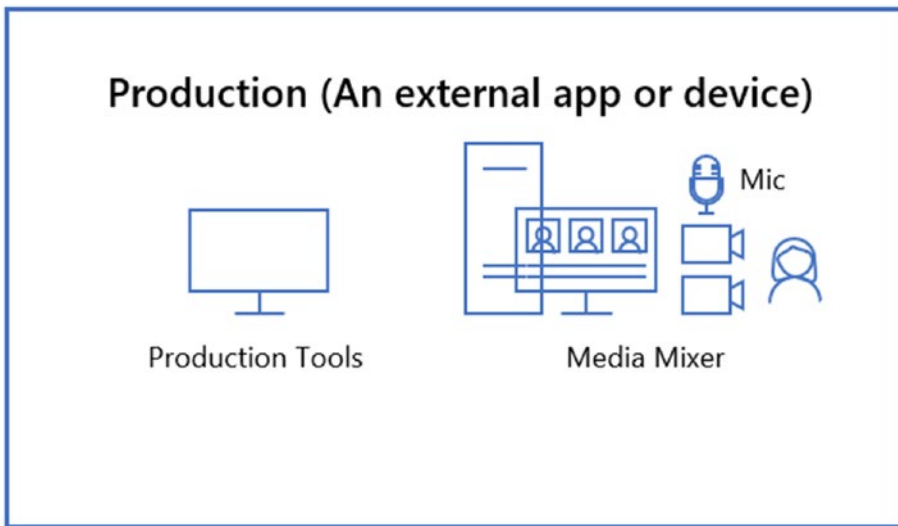 Production (An external app or device)
Mic
Production Tools
Media Mixer